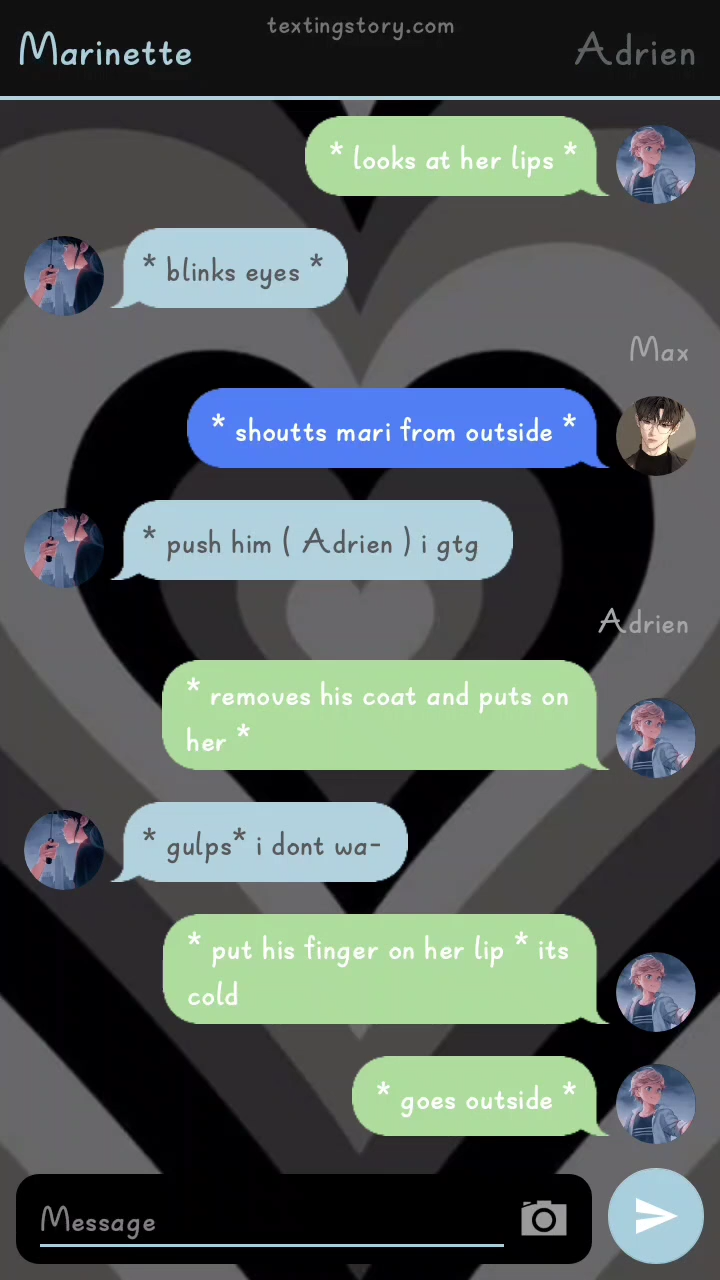 textingstory.com
Marinette
Adrien
* looks at her lips *
* blinks eyes *
Max
* shoutts mari from outside *
* push him ( Adrien ) i gtg
Adrien
* removes his coat and puts on
her *
* gulps* i dont wa-
* put his finger on her lip * its
cold
* goes outside *
Message